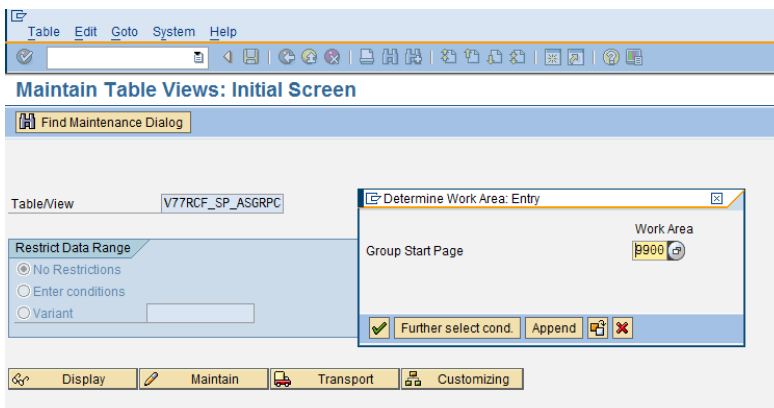 Table Edit Goto System Help
Maintain Table Views: Initial Screen
Find Maintenance Dialog
Table/View V77RCF_SP_ASGRPC
Determine Work Area: Entry
Work Area
Group Start Page 9900
Further select cond. Append
Restrict Data Range
No Restrictions
Enter conditions
Variant
Display Maintain Transport Customizing